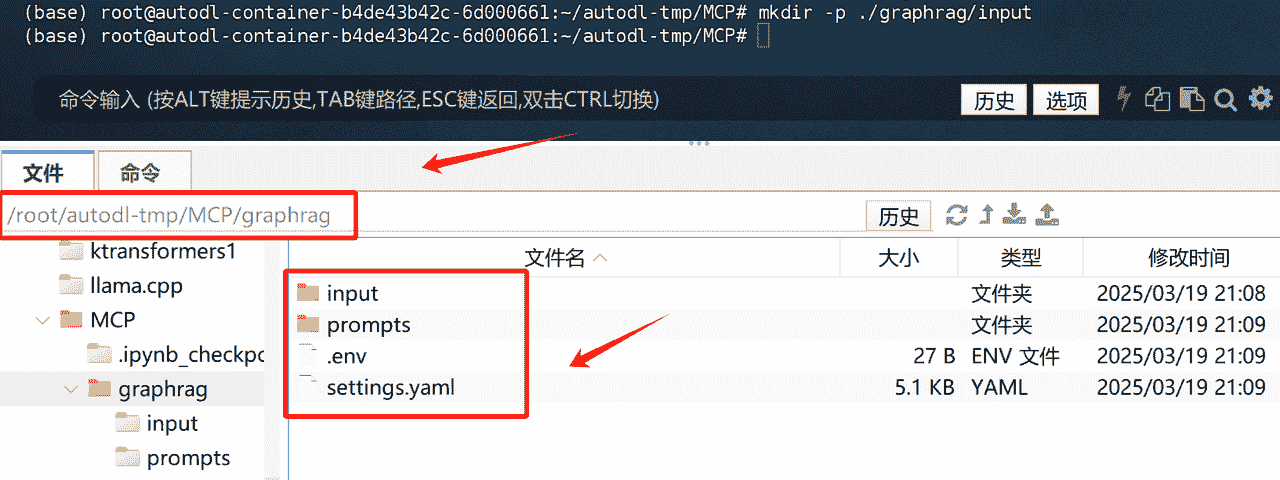 (base) root@autodl-container-b4de43b42c-6d000661:~/autodl-tmp/MCP# mkdir -p ./graphrag/input
(base) root@autodl-container-b4de43b42c-6d000661:~/autodl-tmp/MCP#
命令输入 (按ALT键提示历史,TAB键路径,ESC键返回,双击CTRL切换) 历史 选项
文件 命令
/root/autodl-tmp/MCP/graphrag 历史
ktransformers1
llama.cpp
MCP
.ipynb_checkpc
graphrag
input
prompts
文件名 大小 类型 修改时间
input 文件夹 2025/03/19 21:08
prompts 文件夹 2025/03/19 21:09
.env 27 B ENV 文件 2025/03/19 21:09
settings.yaml 5.1 KB YAML 2025/03/19 21:09